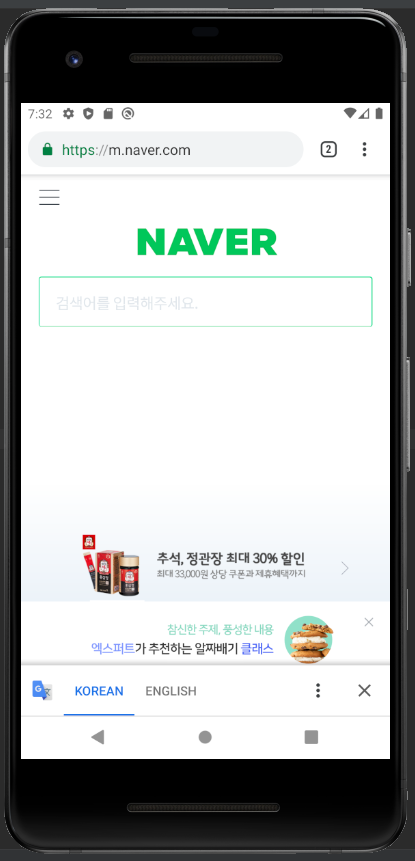 7:32
https://m.naver.com
2
NAVER
검색어를 입력해주세요.
추석, 정관장 최대 30% 할인
최대 33,000원 상당 쿠폰과 제휴혜택까지
참신한 주제, 풍성한 내용
엑스퍼트가 추천하는 알짜배기 클래스
G
KOREAN
ENGLISH